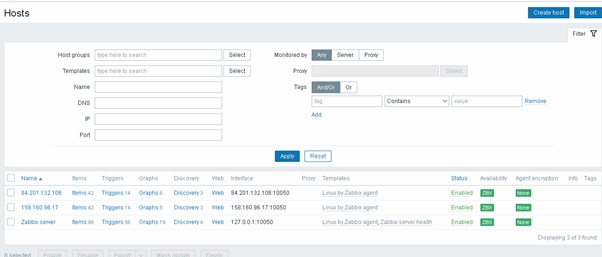 Hosts Create host Import
Filter
Host groups type here to search Select Monitored by Any Server Proxy
Templates type here to search Select Proxy Select
Name Tags And/Or Or
DNS tag Contains value Remove
IP Add
Port
Apply Reset
Name Items Triggers Graphs Discovery Web Interface Proxy Templates Status Availability Agent encryption Info Tags
84.201.132.106 Items 42 Triggers 14 Graphs 8 Discovery 3 Web 84.201.132.106:10050 Linux by Zabbix agent Enabled ZBX None
158.160.96.17 Items 42 Triggers 14 Graphs Discovery 3 Web 158.160.96.17:10050 Linux by Zabbix agent Enabled ZBX None
Zabbix server Items Triggers Graphs Discovery 4 Web 127.0.0.1:10050 Linux by Zabbix agent, Zabbix server health Enabled ZBX None
Displaying 3 of 3 found
0 selected Enable Disable Export Mass update Delete